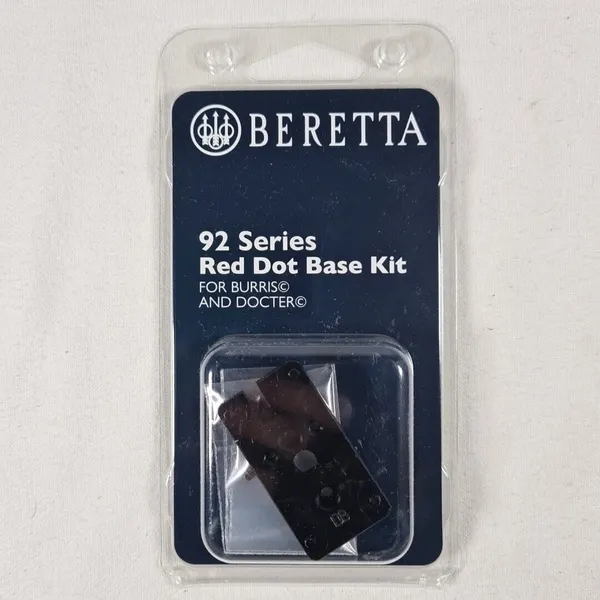 BERETTA
92 Series
Red Dot Base Kit
FOR BURRIS©
AND DOCTER©